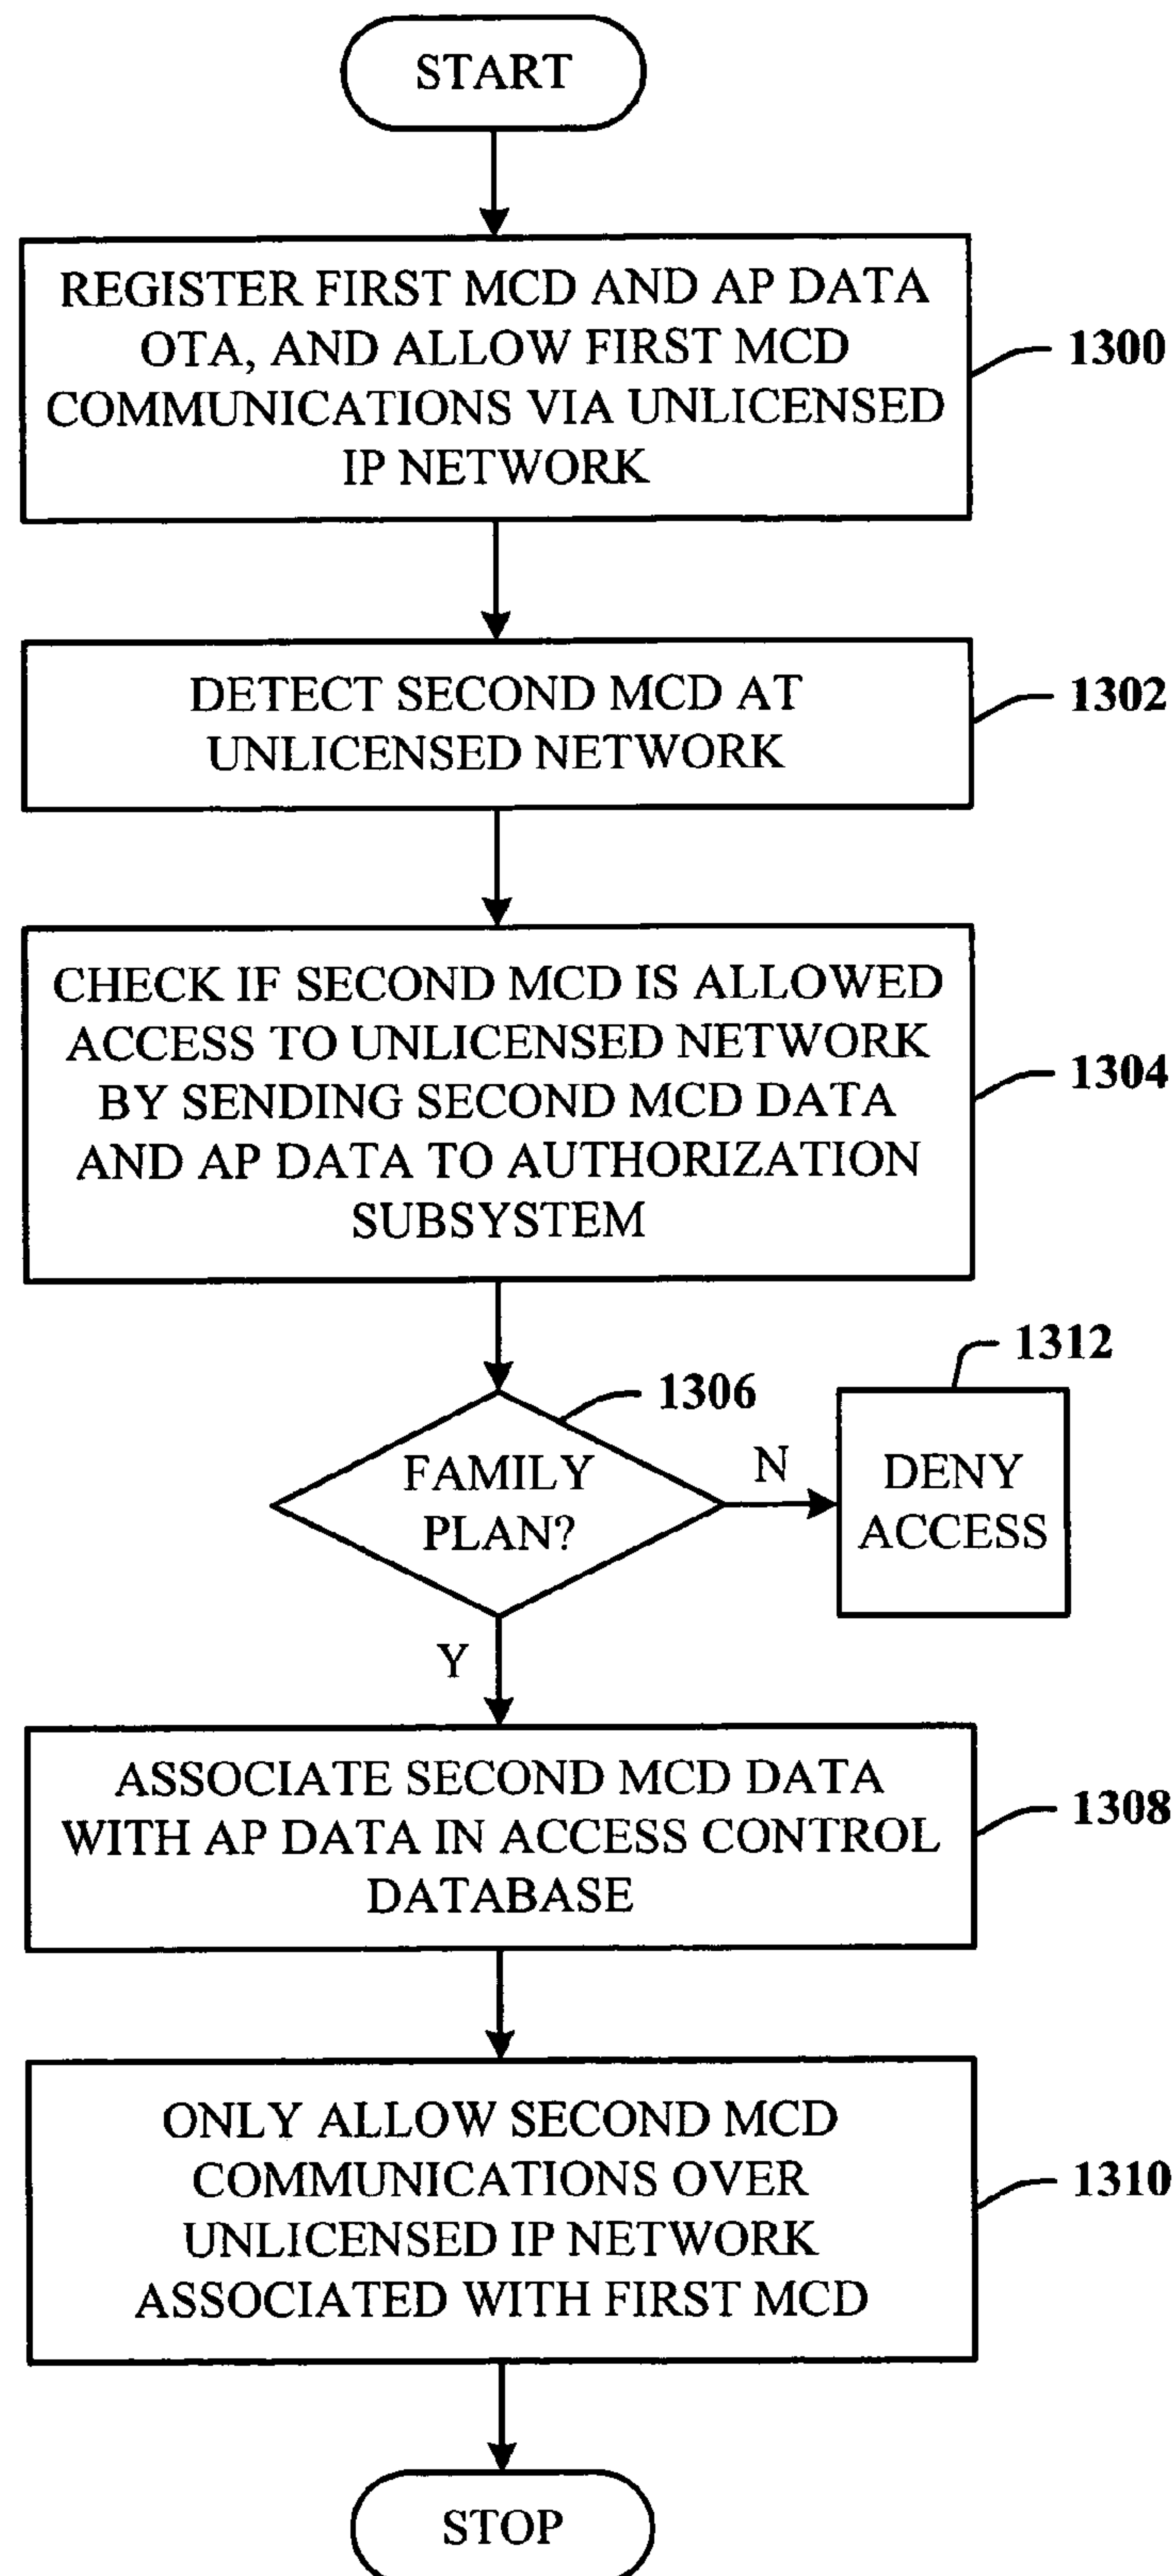 START
REGISTER FIRST MCD AND AP DATA
OTA, AND ALLOW FIRST MCD
COMMUNICATIONS VIA UNLICENSED
IP NETWORK
1300
DETECT SECOND MCD AT
UNLICENSED NETWORK
1302
CHECK IF SECOND MCD IS ALLOWED
ACCESS TO UNLICENSED NETWORK
BY SENDING SECOND MCD DATA
AND AP DATA TO AUTHORIZATION
SUBSYSTEM
1304
FAMILY
PLAN?
1306
N
DENY
ACCESS
1312
Y
ASSOCIATE SECOND MCD DATA
WITH AP DATA IN ACCESS CONTROL
DATABASE
1308
ONLY ALLOW SECOND MCD
COMMUNICATIONS OVER
UNLICENSED IP NETWORK
ASSOCIATED WITH FIRST MCD
1310
STOP